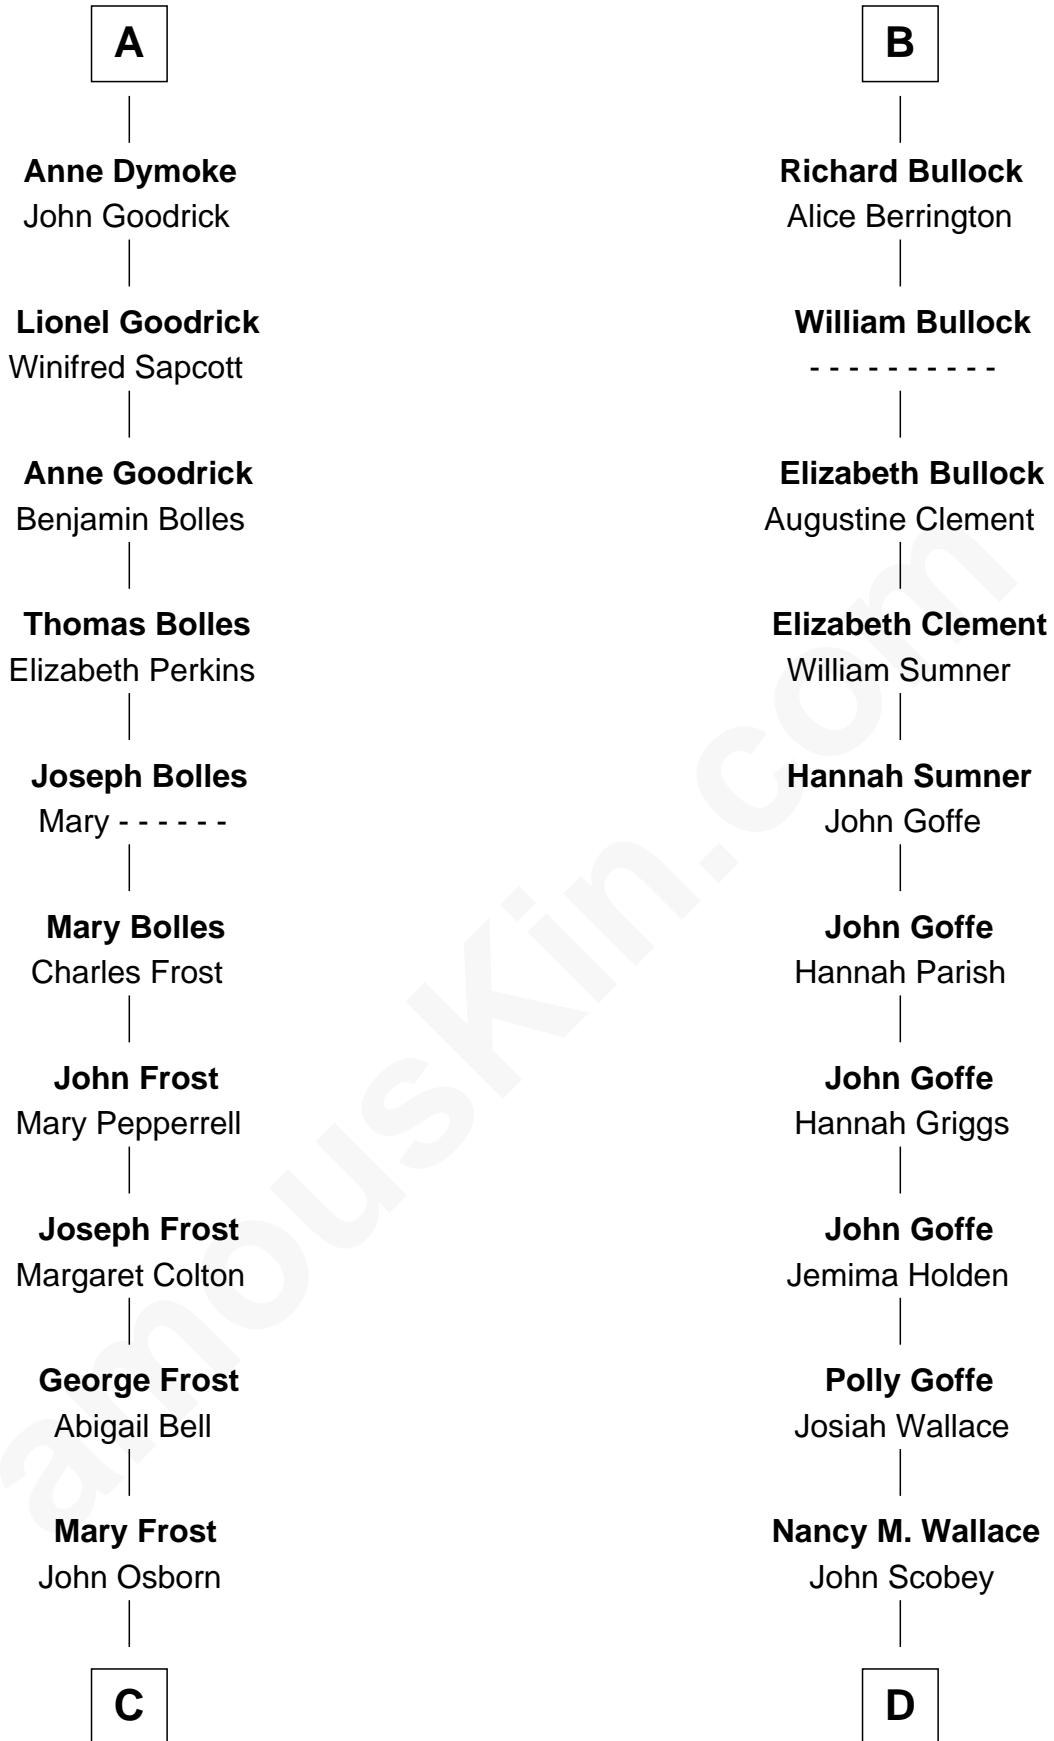 A
Anne Dymoke
John Goodrick
Lionel Goodrick
Winifred Sapcott
Anne Goodrick
Benjamin Bolles
Thomas Bolles
Elizabeth Perkins
Joseph Bolles
Mary - - - - - -
Mary Bolles
Charles Frost
John Frost
Mary Pepperrell
Joseph Frost
Margaret Colton
George Frost
Abigail Bell
Mary Frost
John Osborn
C
B
Richard Bullock
Alice Berrington
William Bullock
- - - - - - - - - -
Elizabeth Bullock
Augustine Clement
Elizabeth Clement
William Sumner
Hannah Sumner
John Goffe
John Goffe
Hannah Parish
John Goffe
Hannah Griggs
John Goffe
Jemima Holden
Polly Goffe
Josiah Wallace
Nancy M. Wallace
John Scobey
D
amousKin.com